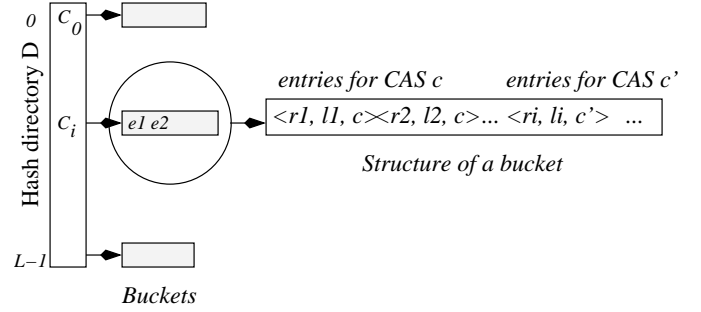 0
C0
Hash directory D
entries for CAS c
entries for CAS c'
Ci
e1 e2
<r1, l1, c><r2, l2, c>... <ri, li, c'> ...
Structure of a bucket
L−1
Buckets